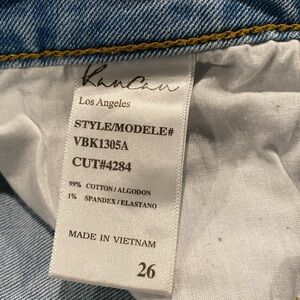 KanCan
Los Angeles
STYLE/MODELE#
VBK1305A
CUT#4284
99% COTTON/ALGODON
1% SPANDEX/ELASTANO
MADE IN VIETNAM
26